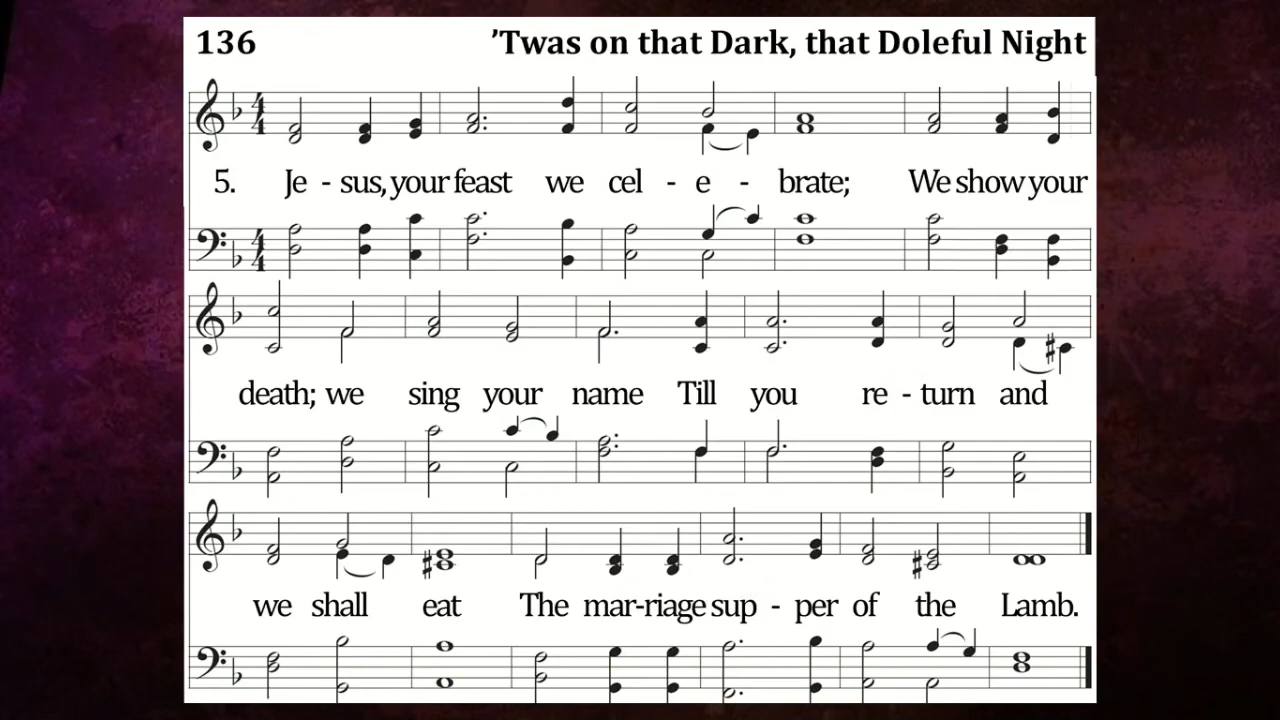 136 ’Twas on that Dark, that Doleful Night
5. Je - sus, your feast we cel - e - brate; We show your
death; we sing your name Till you re - turn and
we shall eat The mar-riage sup - per of the Lamb.